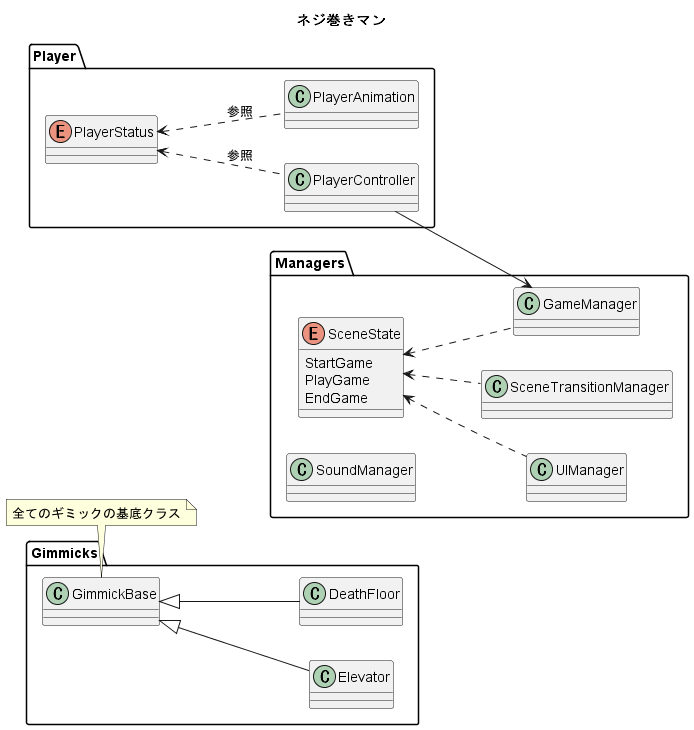 ネジ巻きマン
Player
C PlayerAnimation
参照
E PlayerStatus
参照
C PlayerController
Managers
C GameManager
E SceneState
StartGame
PlayGame
EndGame
C SceneTransitionManager
C SoundManager
C UIManager
全てのギミックの基底クラス
Gimmicks
C GimmickBase
C DeathFloor
C Elevator